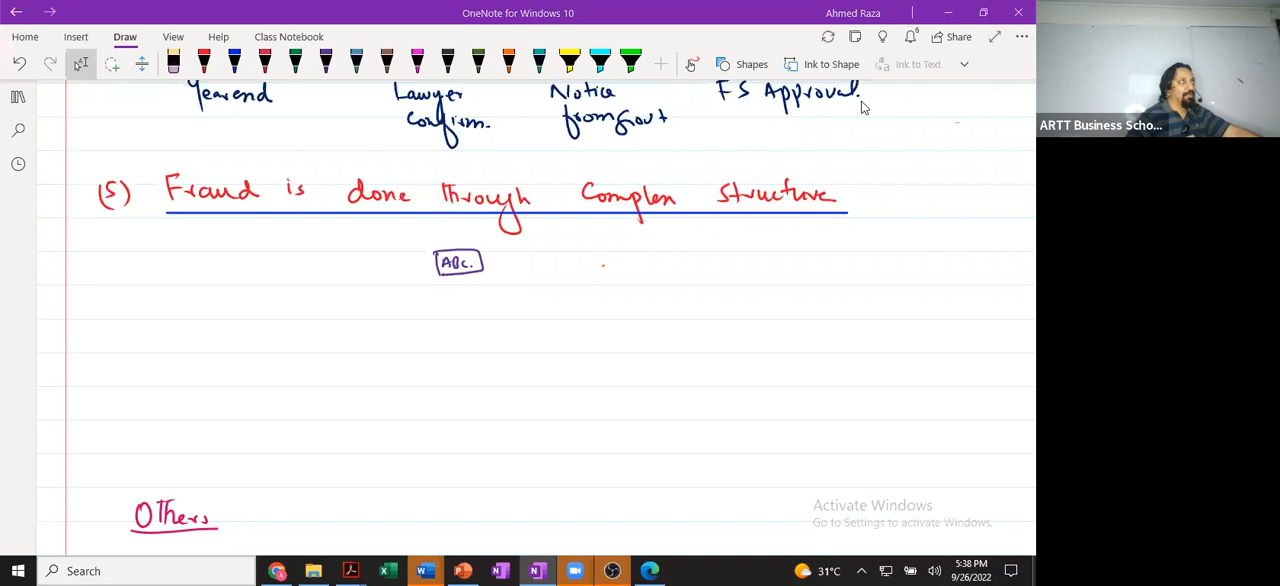 OneNote for Windows 10
Ahmed Raza
Home Insert Draw View Help Class Notebook
6 Share
Shapes Ink to Shape Ink to Text
Yearend Lawyer confirm. Notice from Govt FS Approval.
ARTT Business Scho...
(5) Fraud is done through Complex Structure
ABC.
Others
Activate Windows
Go to Settings to activate Windows.
Search
31°C
5:38 PM
9/26/2022